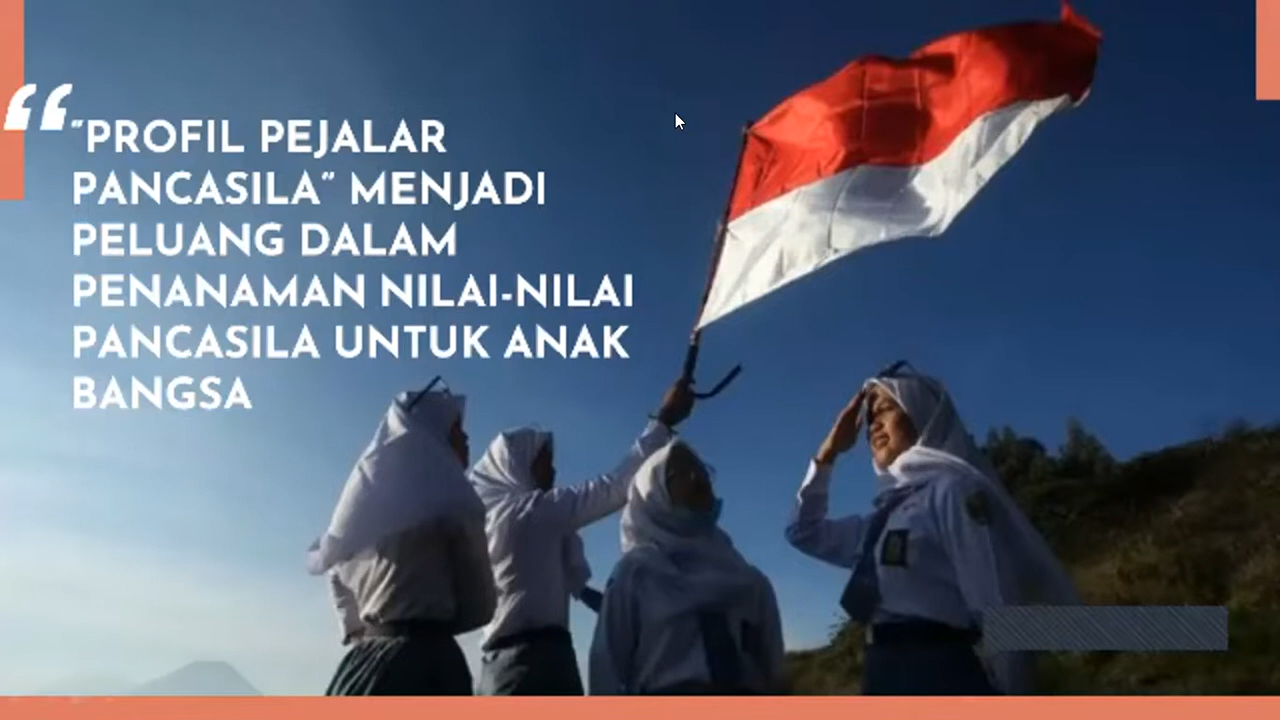 “
"PROFIL PEJALAR
PANCASILA" MENJADI
PELUANG DALAM
PENANAMAN NILAI-NILAI
PANCASILA UNTUK ANAK
BANGSA